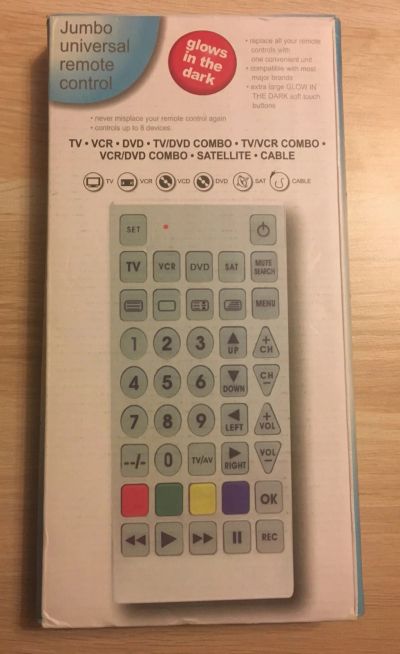 Jumbo
universal
remote
control
glows
in the
dark
• replace all your remote
controls with
one convenient unit
• compatible with most
major brands
• extra large GLOW IN
THE DARK soft touch
buttons
• never misplace your remote control again
• controls up to 8 devices.
TV • VCR • DVD • TV/DVD COMBO • TV/VCR COMBO •
VCR/DVD COMBO • SATELLITE • CABLE
TV VCR VCD DVD SAT CABLE
SET
TV VCR DVD SAT MUTE SEARCH
MENU
1 2 3 UP + CH
4 5 6 DOWN CH −
7 8 9 LEFT + VOL
--/- 0 TV/AV RIGHT VOL −
OK
REC